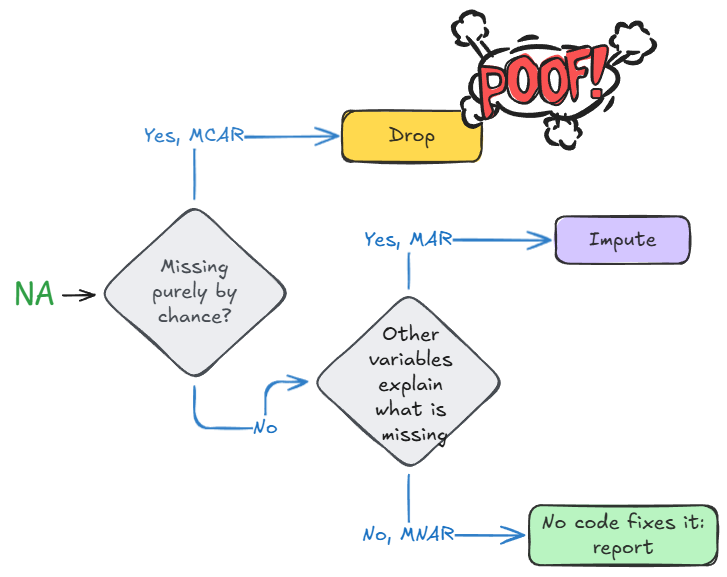 POOF!
Yes, MCAR
Drop
NA
Missing
purely by
chance?
No
Yes, MAR
Impute
Other
variables
explain
what is
missing
No, MNAR
No code fixes it:
report